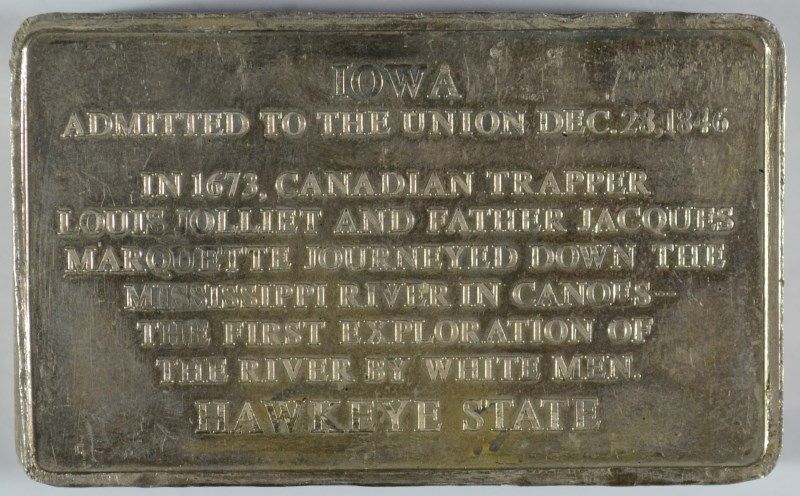 IOWA
ADMITTED TO THE UNION DEC. 28, 1846
IN 1673, CANADIAN TRAPPER
LOUIS JOLLIET AND FATHER JACQUES
MARQUETTE JOURNEYED DOWN THE
MISSISSIPPI RIVER IN CANOES—
THE FIRST EXPLORATION OF
THE RIVER BY WHITE MEN.
HAWKEYE STATE